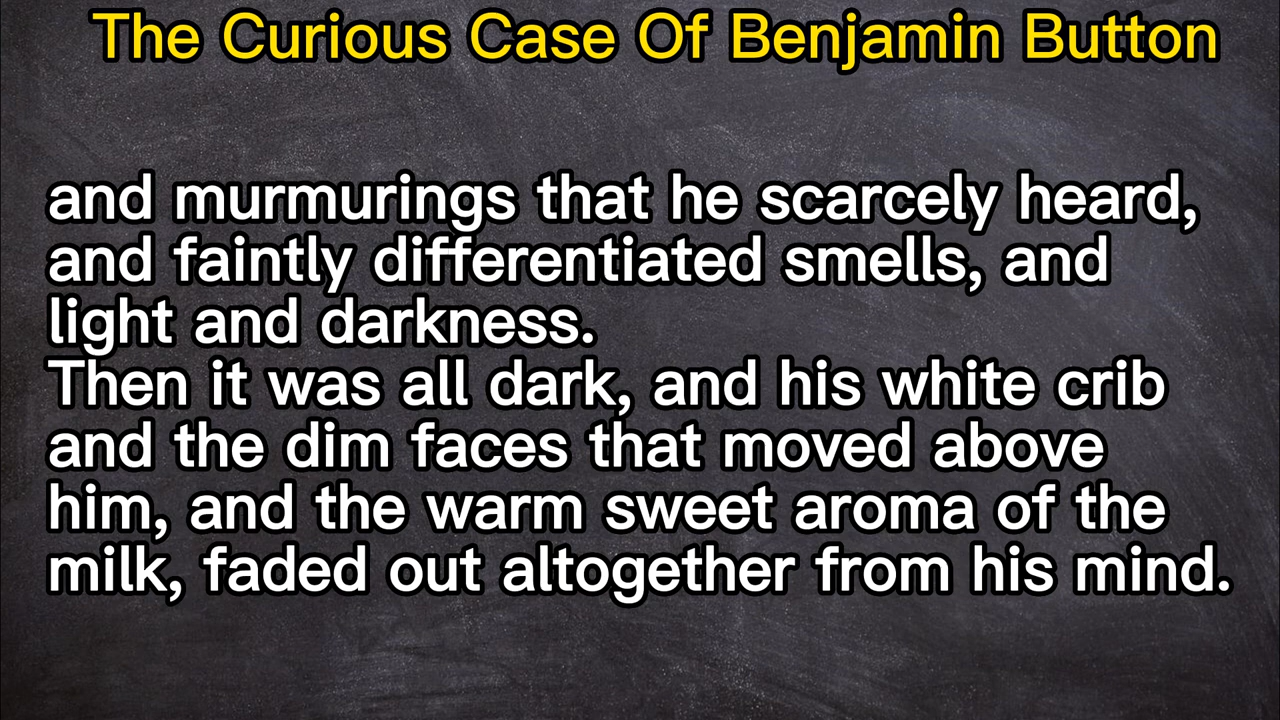 The Curious Case Of Benjamin Button
and murmurings that he scarcely heard,
and faintly differentiated smells, and
light and darkness.
Then it was all dark, and his white crib
and the dim faces that moved above
him, and the warm sweet aroma of the
milk, faded out altogether from his mind.